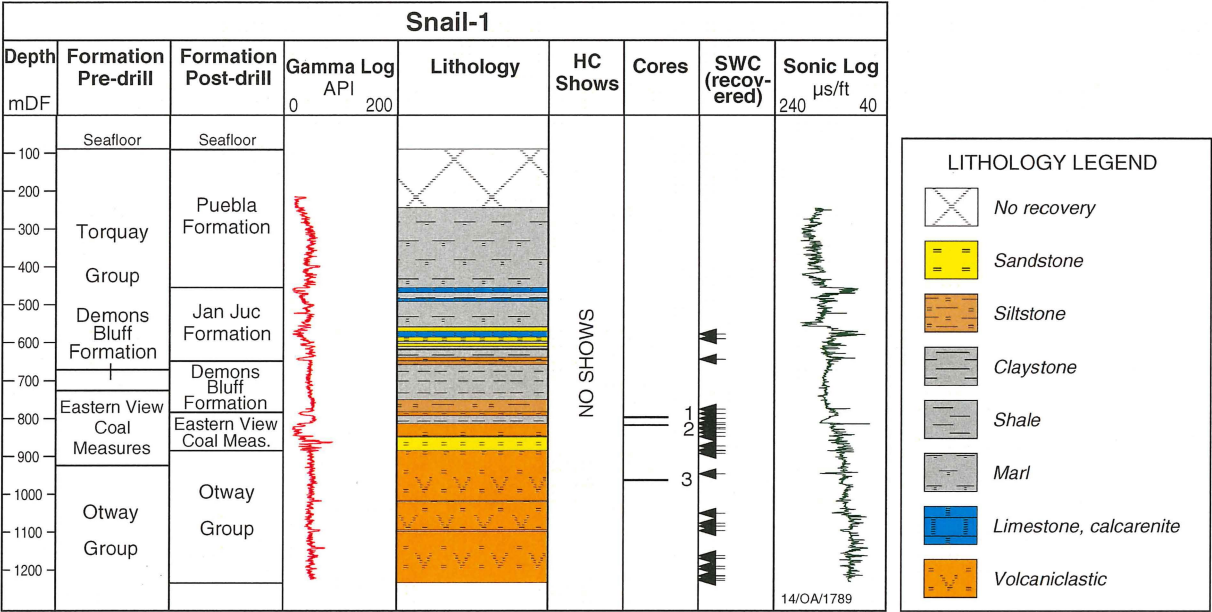 Snail-1
Depth
mDF
Formation
Pre-drill
Formation
Post-drill
Gamma Log
API
0 200
Lithology
HC
Shows
Cores
SWC
(recov-
ered)
Sonic Log
µs/ft
240 40
100
200
300
400
500
600
700
800
900
1000
1100
1200
Seafloor
Torquay
Group
Demons
Bluff
Formation
Eastern View
Coal
Measures
Otway
Group
Seafloor
Puebla
Formation
Jan Juc
Formation
Demons
Bluff
Formation
Eastern View
Coal Meas.
Otway
Group
NO SHOWS
1
2
3
14/OA/1789
LITHOLOGY LEGEND
No recovery
Sandstone
Siltstone
Claystone
Shale
Marl
Limestone, calcarenite
Volcaniclastic